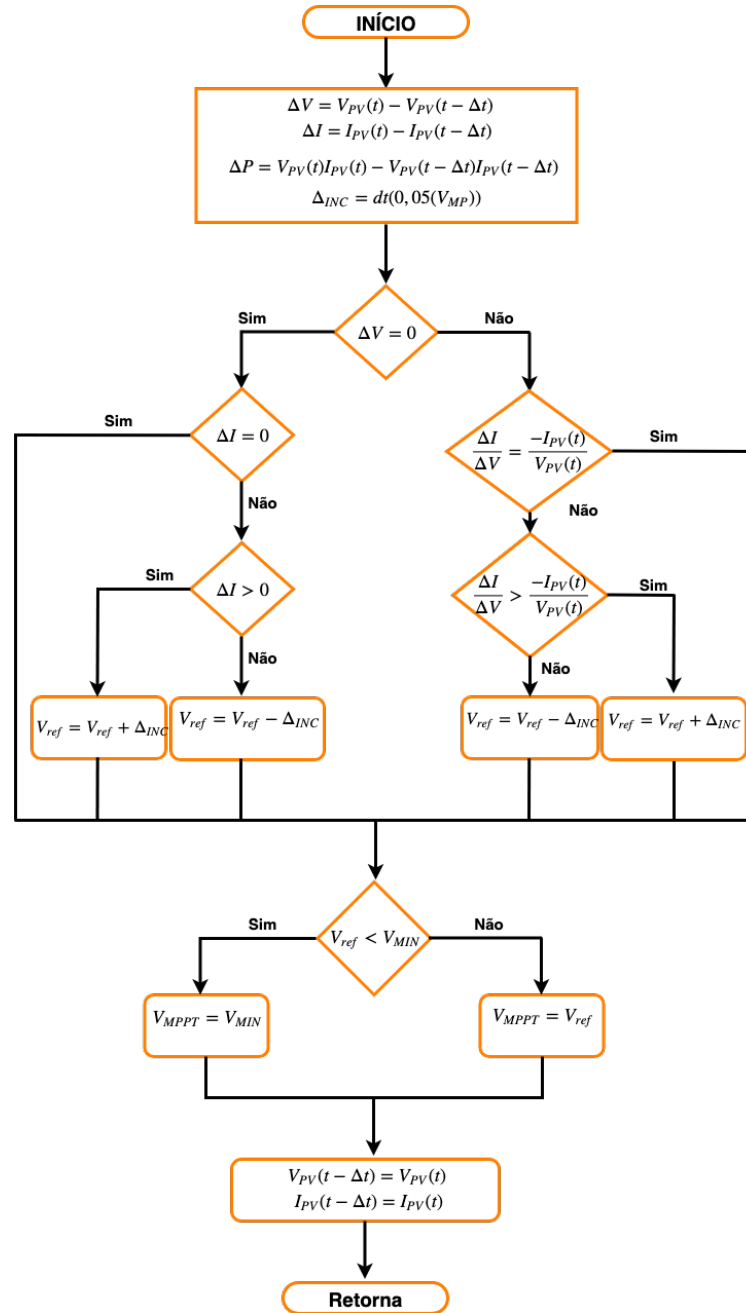 INÍCIO
ΔV = V_PV(t) − V_PV(t − Δt)
ΔI = I_PV(t) − I_PV(t − Δt)
ΔP = V_PV(t)I_PV(t) − V_PV(t − Δt)I_PV(t − Δt)
Δ_INC = dt(0,05(V_MP))
Sim
Não
ΔV = 0
Sim
ΔI = 0
ΔI/ΔV = −I_PV(t)/V_PV(t)
Sim
Não
Não
Sim
ΔI > 0
ΔI/ΔV > −I_PV(t)/V_PV(t)
Sim
Não
Não
V_ref = V_ref + Δ_INC
V_ref = V_ref − Δ_INC
V_ref = V_ref − Δ_INC
V_ref = V_ref + Δ_INC
Sim
Não
V_ref < V_MIN
V_MPPT = V_MIN
V_MPPT = V_ref
V_PV(t − Δt) = V_PV(t)
I_PV(t − Δt) = I_PV(t)
Retorna